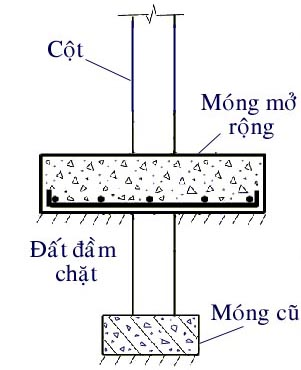 Cột
Móng mở
rộng
Đất đầm
chặt
Móng cũ